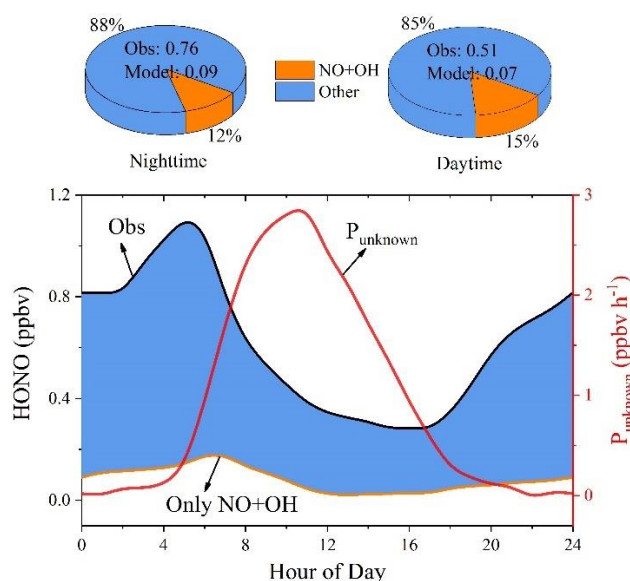 88%
Obs: 0.76
Model: 0.09
12%
Nighttime
NO+OH
Other
85%
Obs: 0.51
Model: 0.07
15%
Daytime
1.2
0.8
0.4
0.0
HONO (ppbv)
Obs
P_unknown
Only NO+OH
3
2
1
0
P_unknown (ppbv h⁻¹)
0 4 8 12 16 20 24
Hour of Day